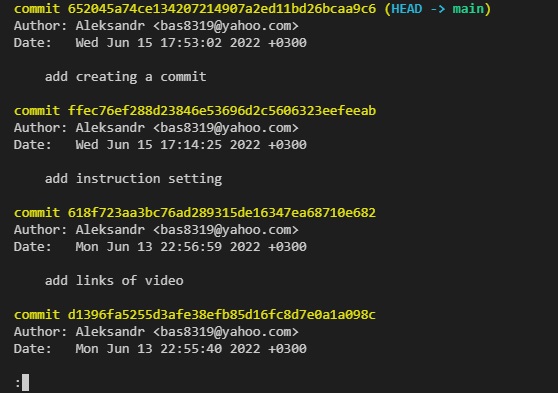 commit 652045a74ce134207214907a2ed11bd26bcaa9c6 (HEAD -> main)
Author: Aleksandr <bas8319@yahoo.com>
Date:   Wed Jun 15 17:53:02 2022 +0300
add creating a commit
commit ffec76ef288d23846e53696d2c5606323eefeeab
Author: Aleksandr <bas8319@yahoo.com>
Date:   Wed Jun 15 17:14:25 2022 +0300
add instruction setting
commit 618f723aa3bc76ad289315de16347ea68710e682
Author: Aleksandr <bas8319@yahoo.com>
Date:   Mon Jun 13 22:56:59 2022 +0300
add links of video
commit d1396fa5255d3afe38efb85d16fc8d7e0a1a098c
Author: Aleksandr <bas8319@yahoo.com>
Date:   Mon Jun 13 22:55:40 2022 +0300
: